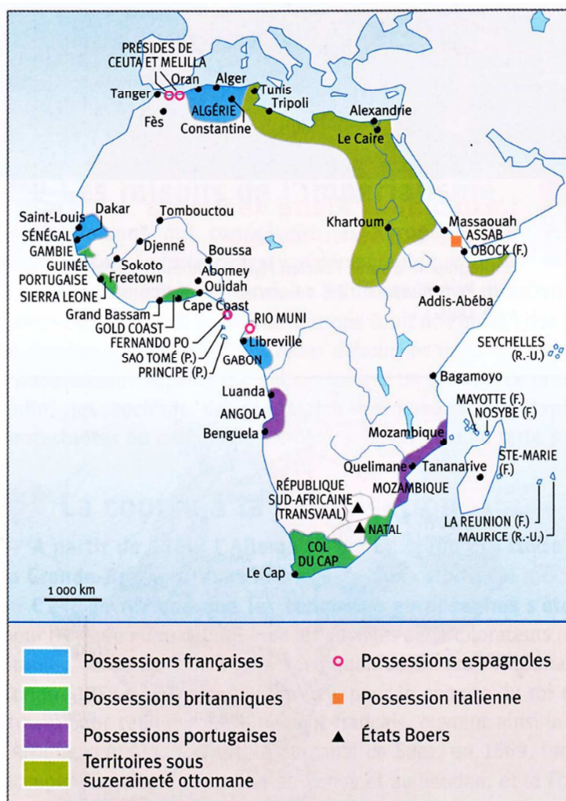 PRÉSIDES DE
CEUTA ET MELILLA
Oran
Alger
Tanger
Tunis
ALGÉRIE
Tripoli
Fès
Constantine
Alexandrie
Le Caire
Dakar
Tombouctou
Khartoum
Massaouah
ASSAB
OBOCK (F.)
Saint-Louis
SÉNÉGAL
GAMBIE
GUINÉE
PORTUGAISE
SIERRA LEONE
Djenné
Sokoto
Freetown
Boussa
Abomey
Ouidah
Addis-Abéba
Grand Bassam
Cape Coast
GOLD COAST
RIO MUNI
FERNANDO PO
SAO TOMÉ (P.)
PRINCIPE (P.)
Libreville
GABON
SEYCHELLES
(R.-U.)
Bagamoyo
Luanda
ANGOLA
Benguela
MAYOTTE (F.)
NOSYBE (F.)
Mozambique
STE-MARIE
(F.)
Quelimane
Tananarive
MOZAMBIQUE
RÉPUBLIQUE
SUD-AFRICAINE
(TRANSVAAL)
NATAL
LA REUNION (F.)
MAURICE (R.-U.)
COL
DU CAP
Le Cap
1 000 km
Possessions françaises
Possessions britanniques
Possessions portugaises
Territoires sous
suzeraineté ottomane
Possessions espagnoles
Possession italienne
États Boers